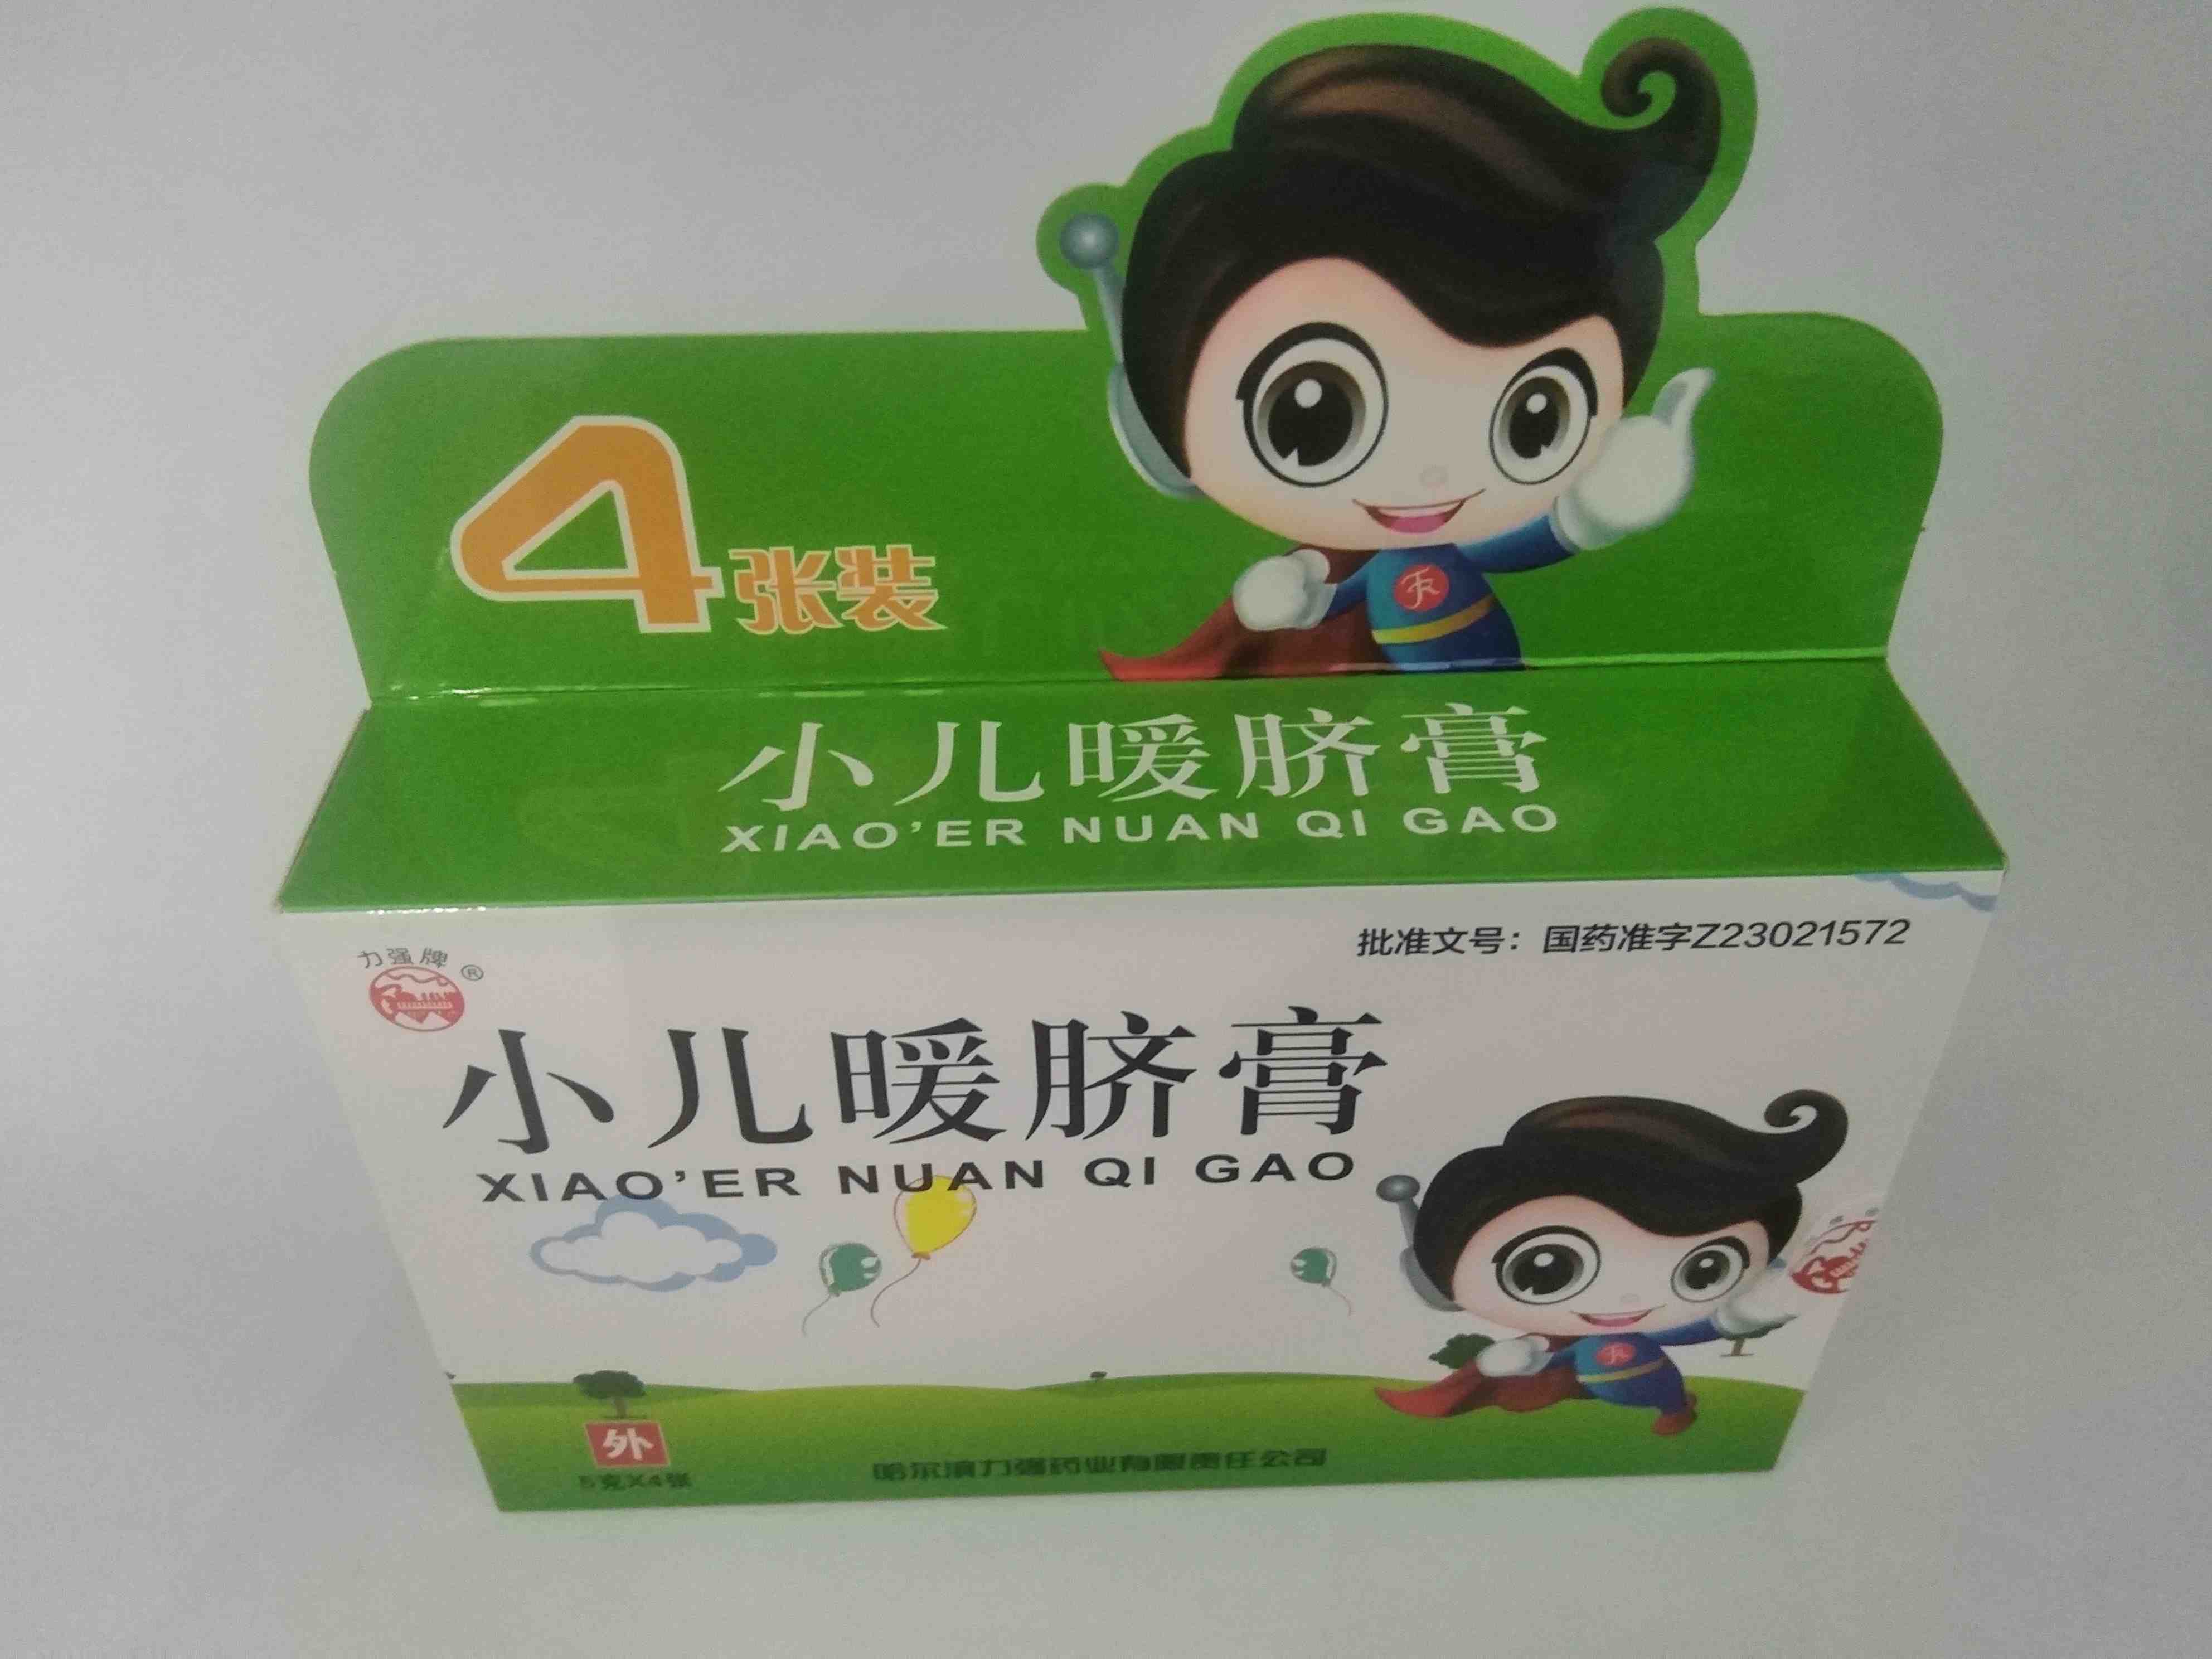 4张装
小儿暖脐膏
XIAO'ER NUAN QI GAO
力强牌
®
批准文号：国药准字Z23021572
小儿暖脐膏
XIAO'ER NUAN QI GAO
外
5克X4张
哈尔滨力强药业有限责任公司